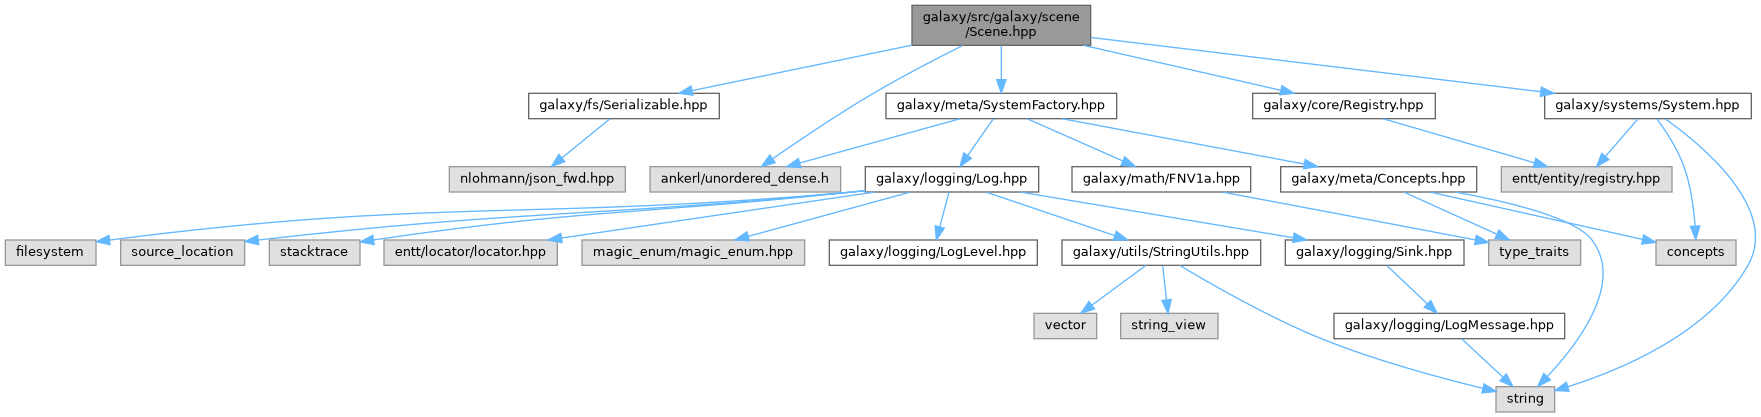 galaxy/src/galaxy/scene
/Scene.hpp
galaxy/fs/Serializable.hpp
galaxy/meta/SystemFactory.hpp
galaxy/core/Registry.hpp
galaxy/systems/System.hpp
nlohmann/json_fwd.hpp
ankerl/unordered_dense.h
galaxy/logging/Log.hpp
galaxy/math/FNV1a.hpp
galaxy/meta/Concepts.hpp
entt/entity/registry.hpp
filesystem
source_location
stacktrace
entt/locator/locator.hpp
magic_enum/magic_enum.hpp
galaxy/logging/LogLevel.hpp
galaxy/utils/StringUtils.hpp
galaxy/logging/Sink.hpp
type_traits
concepts
vector
string_view
galaxy/logging/LogMessage.hpp
string